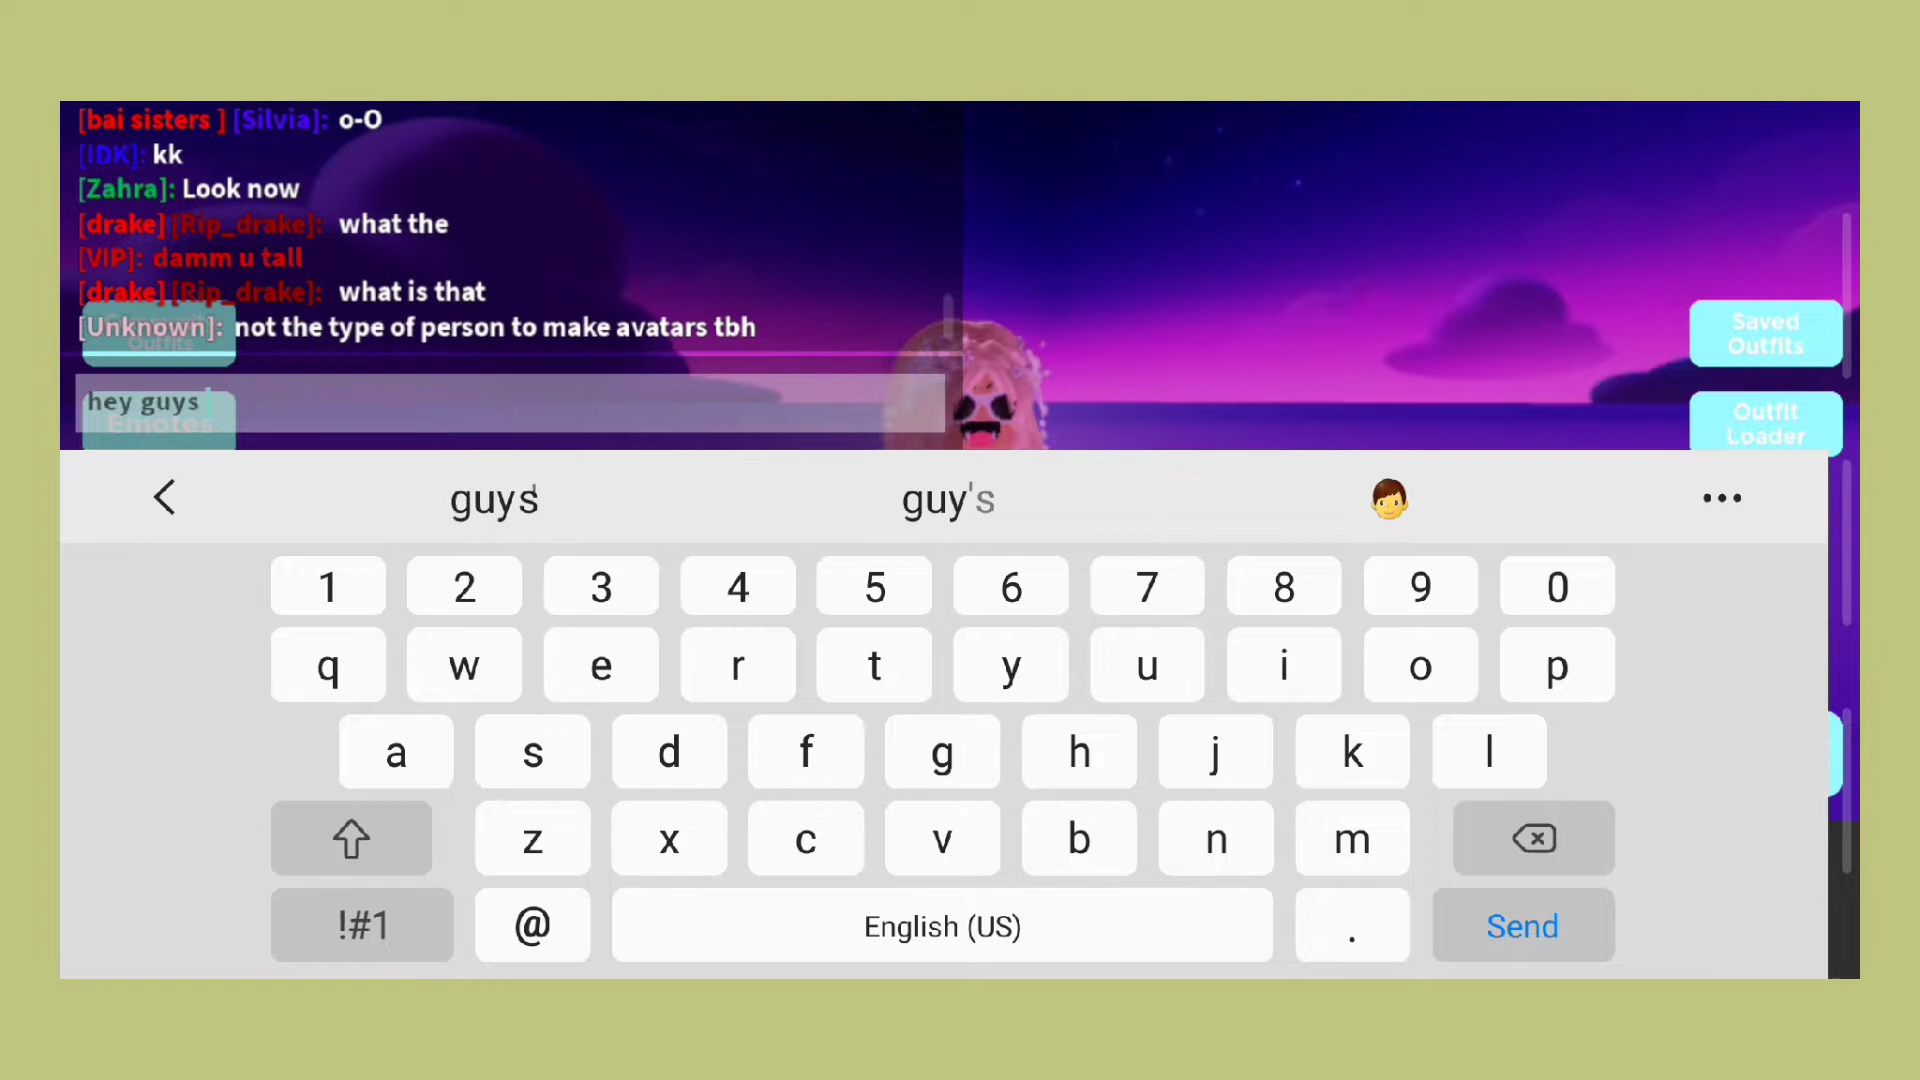 [bai sisters ] [Silvia]: o-O
[IDK]: kk
[Zahra]: Look now
[drake] [Rip_drake]: what the
[VIP]: damm u tall
[drake] [Rip_drake]: what is that
[Unknown]: not the type of person to make avatars tbh
Outfits
hey guys
Emotes
Saved
Outfits
Outfit
Loader
guys guy's
1 2 3 4 5 6 7 8 9 0
q w e r t y u i o p
a s d f g h j k l
z x c v b n m
!#1 @ English (US) . Send